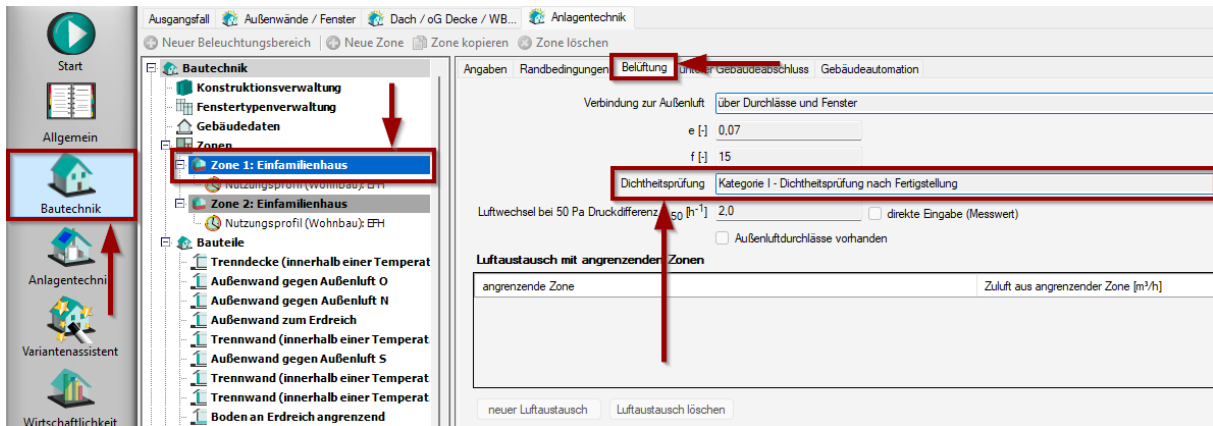 Ausgangsfall Außenwände / Fenster Dach / oG Decke / WB... Anlagentechnik
Neuer Beleuchtungsbereich Neue Zone Zone kopieren Zone löschen
Start
Allgemein
Bautechnik
Anlagentechnik
Variantenassistent
Wirtschaftlichkeit
Bautechnik
Konstruktionsverwaltung
Fenstertypenverwaltung
Gebäudedaten
Zonen
Zone 1: Einfamilienhaus
Nutzungsprofil (Wohnbau): EFH
Zone 2: Einfamilienhaus
Nutzungsprofil (Wohnbau): EFH
Bauteile
Trenndecke (innerhalb einer Temperat
Außenwand gegen Außenluft O
Außenwand gegen Außenluft N
Außenwand zum Erdreich
Trennwand (innerhalb einer Temperat
Außenwand gegen Außenluft S
Trennwand (innerhalb einer Temperat
Trennwand (innerhalb einer Temperat
Boden an Erdreich angrenzend
Angaben Randbedingungen Belüftung unterer Gebäudeabschluss Gebäudeautomation
Verbindung zur Außenluft über Durchlässe und Fenster
e [-] 0,07
f [-] 15
Dichtheitsprüfung Kategorie I - Dichtheitsprüfung nach Fertigstellung
Luftwechsel bei 50 Pa Druckdifferenz 50 [h-1] 2,0 direkte Eingabe (Messwert)
Außenluftdurchlässe vorhanden
Luftaustausch mit angrenzenden Zonen
angrenzende Zone Zuluft aus angrenzender Zone [m³/h]
neuer Luftaustausch Luftaustausch löschen